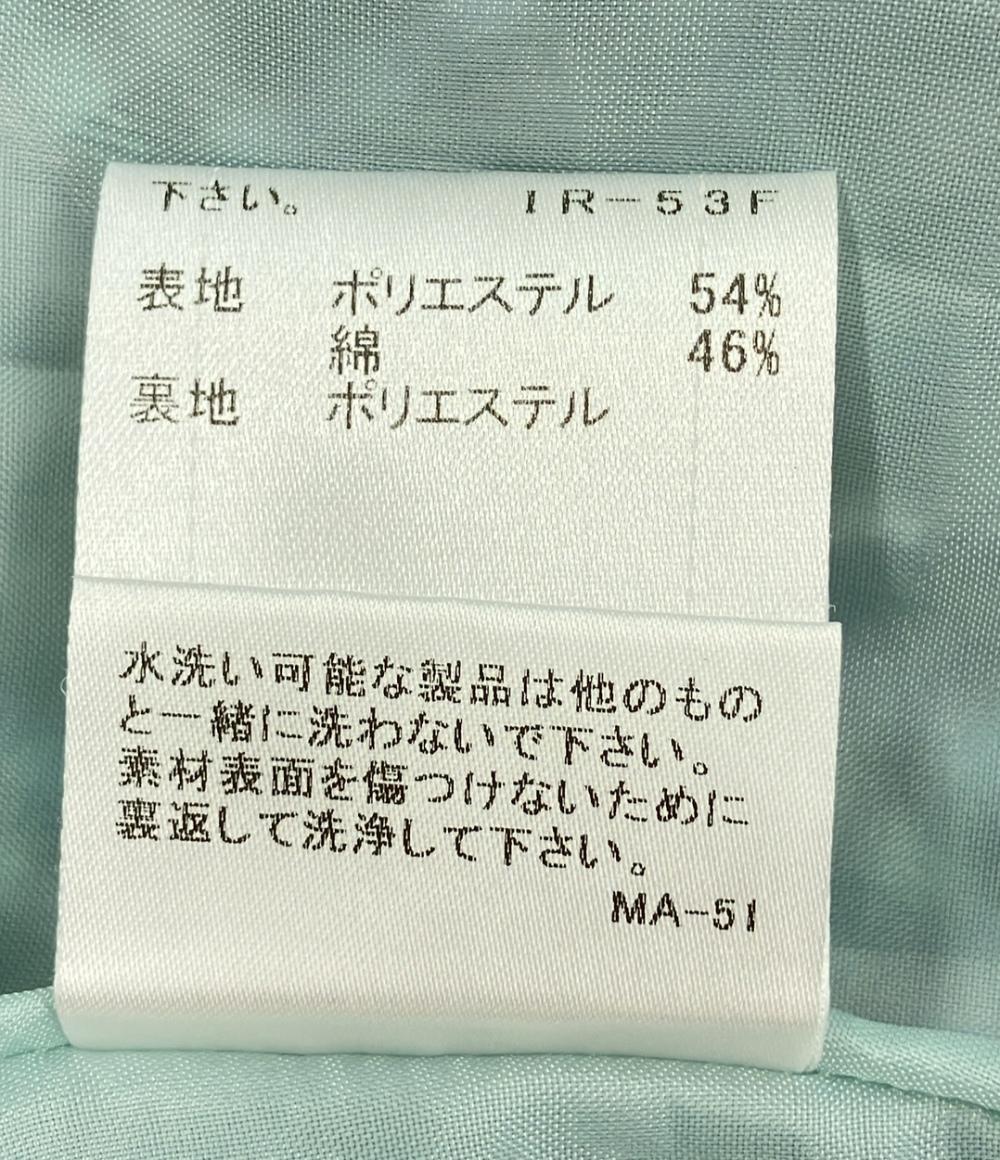 下さい。 IR-53F
表地 ポリエステル 54%
綿 46%
裏地 ポリエステル
水洗い可能な製品は他のもの
と一緒に洗わないで下さい。
素材表面を傷つけないために
裏返して洗浄して下さい。
MA-51